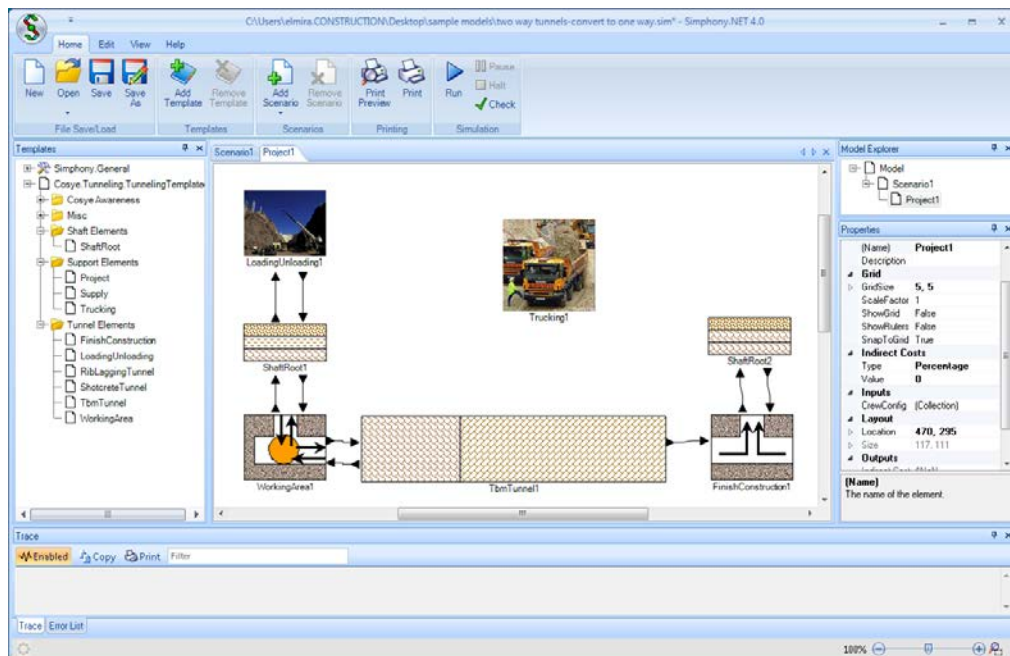 C:\Users\elmira.CONSTRUCTION\Desktop\sample models\two way tunnels-convert to one way.sim* - Simphony.NET 4.0
Home Edit View Help
New Open Save Save As Add Template Remove Template Add Scenario Remove Scenario Print Preview Print Run Pause Halt Check
File Save/Load Templates Scenarios Printing Simulation
Templates
Simphony.General
Cosye.Tunneling.TunnelingTemplate
Cosye Awareness
Misc
Shaft Elements
ShaftRoot
Support Elements
Project
Supply
Trucking
Tunnel Elements
FinishConstruction
LoadingUnloading
RibLaggingTunnel
ShotcreteTunnel
TbmTunnel
WorkingArea
Scenario1 Project1
LoadingUnloading1
Trucking1
ShaftRoot1
ShaftRoot2
WorkingArea1
TbmTunnel1
FinishConstruction1
Model Explorer
Model
Scenario1
Project1
Properties
(Name) Project1
Description
Grid
GridSize 5, 5
ScaleFactor 1
ShowGrid False
ShowRulers False
SnapToGrid True
Indirect Costs
Type Percentage
Value 0
Inputs
CrewConfig (Collection)
Layout
Location 470, 295
Size 117, 111
Outputs
(Name)
The name of the element.
Trace
Enabled Copy Print Filter
Trace Error List
100%